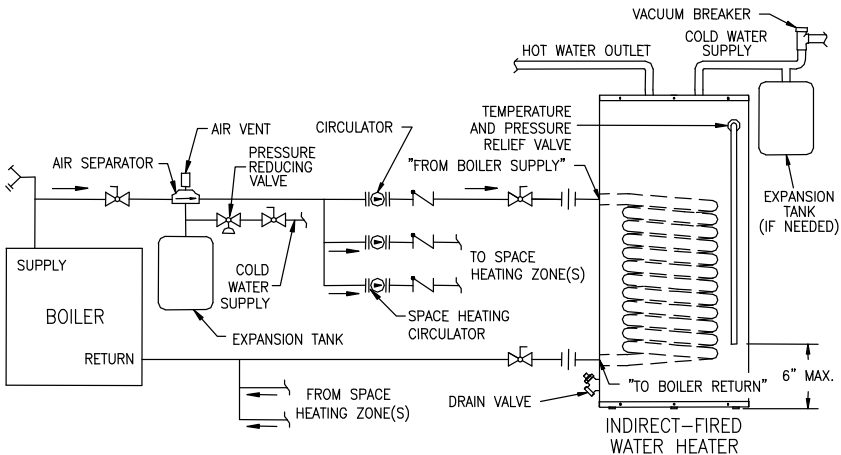 VACUUM BREAKER
HOT WATER OUTLET
COLD WATER
SUPPLY
TEMPERATURE
AND PRESSURE
RELIEF VALVE
AIR VENT
CIRCULATOR
AIR SEPARATOR
PRESSURE
REDUCING
VALVE
"FROM BOILER SUPPLY"
EXPANSION
TANK
(IF NEEDED)
SUPPLY
BOILER
RETURN
COLD
WATER
SUPPLY
TO SPACE
HEATING ZONE(S)
EXPANSION TANK
SPACE HEATING
CIRCULATOR
FROM SPACE
HEATING ZONE(S)
DRAIN VALVE
"TO BOILER RETURN"
6" MAX.
INDIRECT-FIRED
WATER HEATER